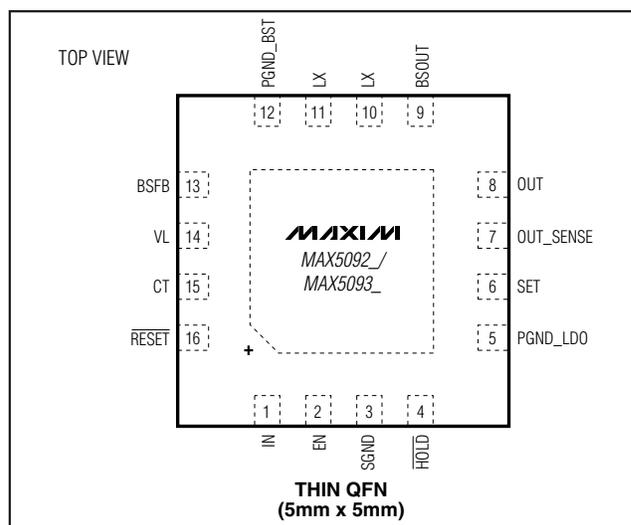 TOP VIEW
PGND_BST
LX
LX
BSOUT
12
11
10
9
BSFB 13
8 OUT
VL 14
7 OUT_SENSE
CT 15
6 SET
RESET 16
5 PGND_LDO
MAXIM
MAX5092_/
MAX5093_
+
1
2
3
4
IN
EN
SGND
HOLD
THIN QFN
(5mm x 5mm)